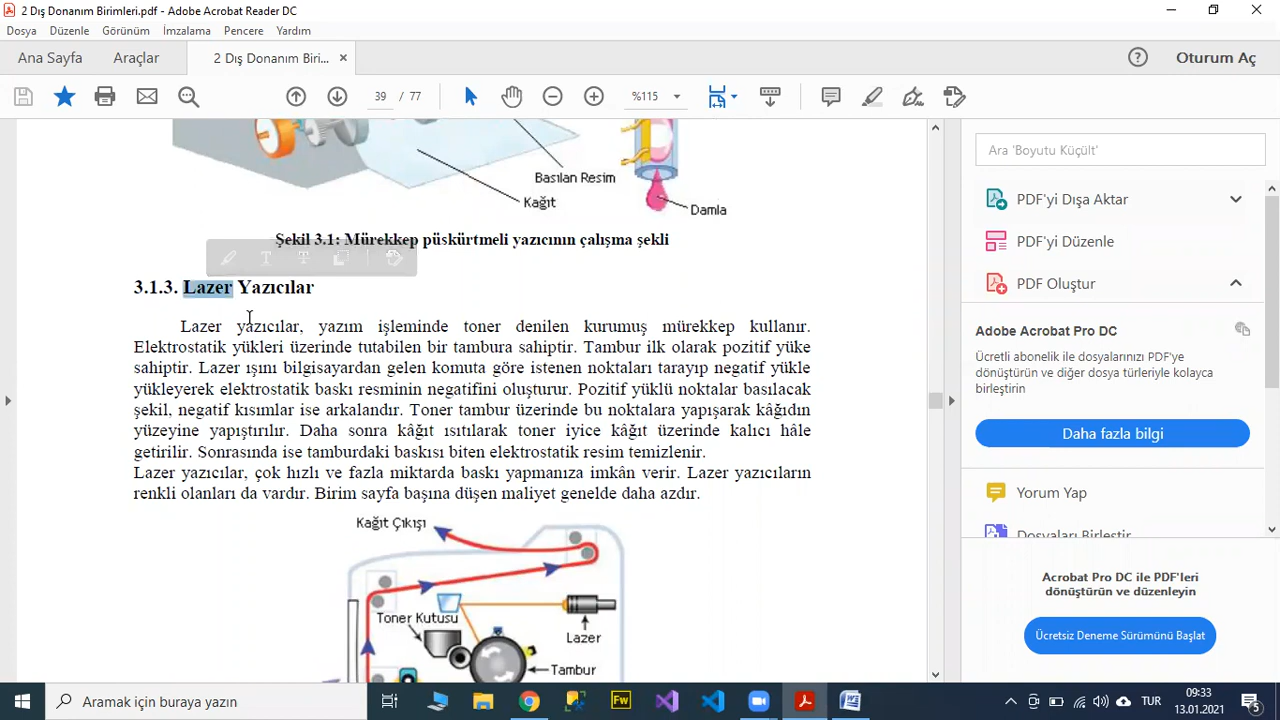 2 Dış Donanım Birimleri.pdf - Adobe Acrobat Reader DC
Dosya Düzenle Görünüm İmzalama Pencere Yardım
Ana Sayfa Araçlar 2 Dış Donanım Biri... × ? Oturum Aç
39 / 77 %115
Basılan Resim
Kağıt
Damla
Şekil 3.1: Mürekkep püskürtmeli yazıcının çalışma şekli
3.1.3. Lazer Yazıcılar
Lazer yazıcılar, yazım işleminde toner denilen kurumuş mürekkep kullanır.
Elektrostatik yükleri üzerinde tutabilen bir tambura sahiptir. Tambur ilk olarak pozitif yüke
sahiptir. Lazer ışını bilgisayardan gelen komuta göre istenen noktaları tarayıp negatif yükle
yükleyerek elektrostatik baskı resminin negatifini oluşturur. Pozitif yüklü noktalar basılacak
şekil, negatif kısımlar ise arkalandır. Toner tambur üzerinde bu noktalara yapışarak kâğıdın
yüzeyine yapıştırılır. Daha sonra kâğıt ısıtılarak toner iyice kâğıt üzerinde kalıcı hâle
getirilir. Sonrasında ise tamburdaki baskısı biten elektrostatik resim temizlenir.
Lazer yazıcılar, çok hızlı ve fazla miktarda baskı yapmanıza imkân verir. Lazer yazıcıların
renkli olanları da vardır. Birim sayfa başına düşen maliyet genelde daha azdır.
Kağıt Çıkışı
Toner Kutusu
Lazer
Tambur
Ara 'Boyutu Küçült'
PDF'yi Dışa Aktar
PDF'yi Düzenle
PDF Oluştur
Adobe Acrobat Pro DC
Ücretli abonelik ile dosyalarınızı PDF'ye
dönüştürün ve diğer dosya türleriyle kolayca
birleştirin
Daha fazla bilgi
Yorum Yap
Dosyaları Birleştir
Acrobat Pro DC ile PDF'leri
dönüştürün ve düzenleyin
Ücretsiz Deneme Sürümünü Başlat
Aramak için buraya yazın
Fw
TUR
09:33
13.01.2021
5